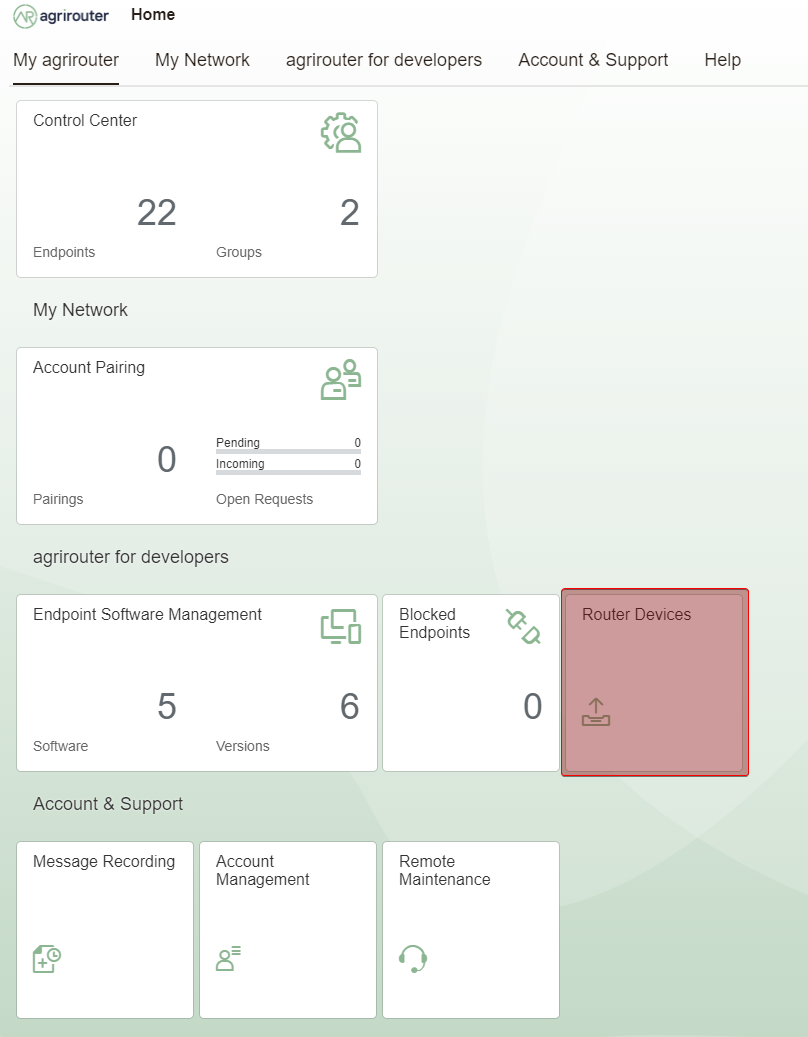 agrirouter Home
My agrirouter My Network agrirouter for developers Account & Support Help
Control Center
22 2
Endpoints Groups
My Network
Account Pairing
Pending 0
0
Incoming 0
Pairings Open Requests
agrirouter for developers
Endpoint Software Management
5 6
Software Versions
Blocked
Endpoints
0
Router Devices
Account & Support
Message Recording
Account
Management
Remote
Maintenance